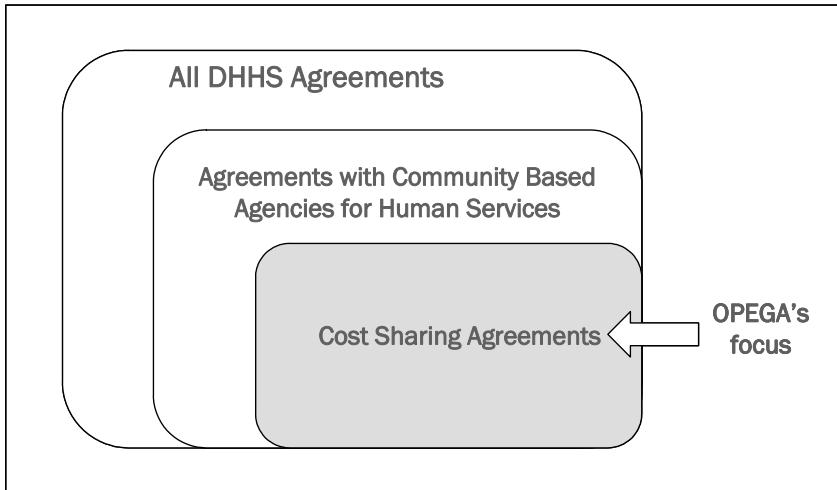 All DHHS Agreements
Agreements with Community Based
Agencies for Human Services
Cost Sharing Agreements
OPEGA's
focus